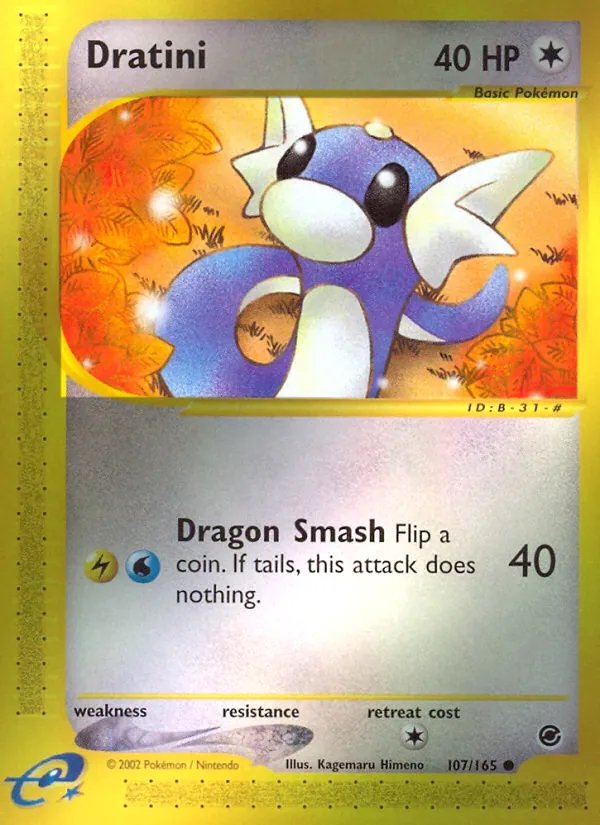 Dratini 40 HP
Basic Pokémon
ID:B-31-#
Dragon Smash Flip a
coin. If tails, this attack does
nothing.
40
weakness resistance retreat cost
© 2002 Pokémon / Nintendo Illus. Kagemaru Himeno 107/165
e